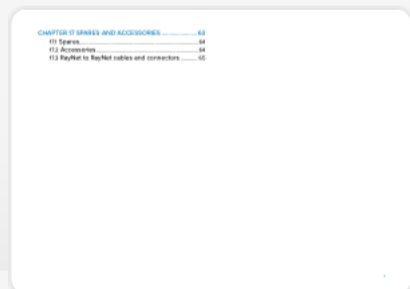 CHAPTER 17 SPARES AND ACCESSORIES ................ 63
17.1 Spares................................................ 64
17.2 Accessories .......................................... 64
17.3 RayNet to RayNet cables and connectors ........ 65